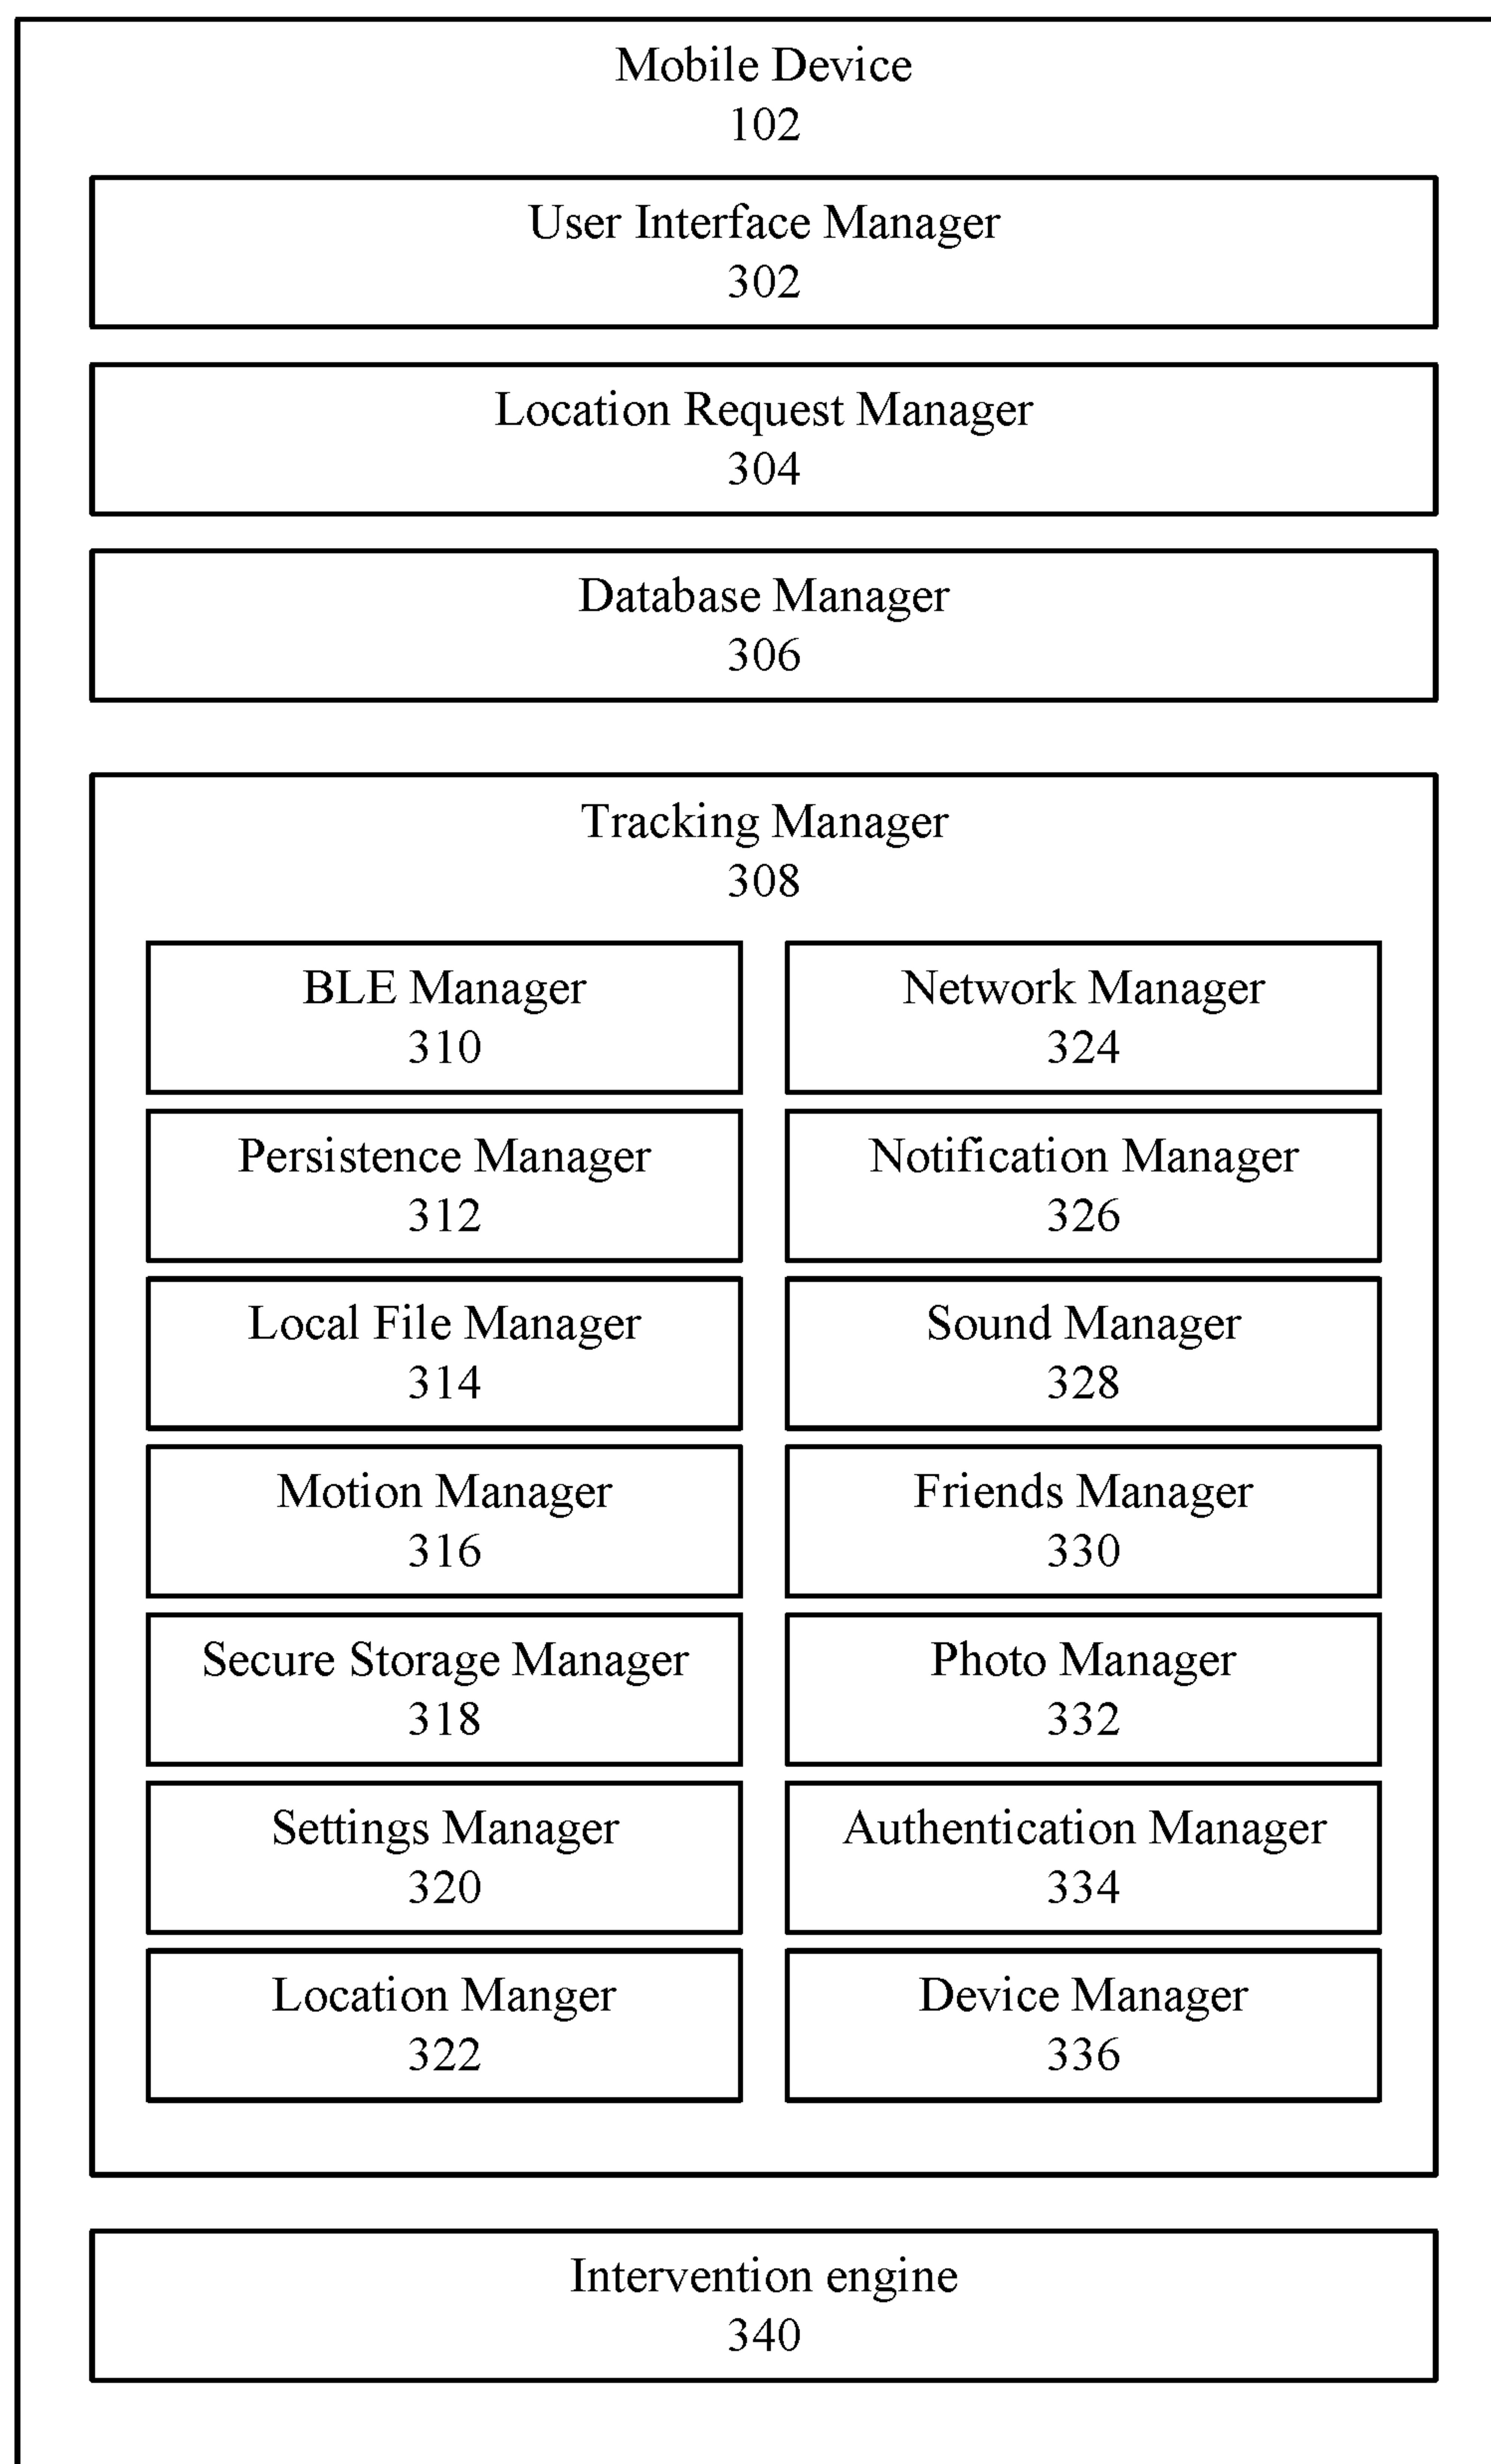 Mobile Device
102
User Interface Manager
302
Location Request Manager
304
Database Manager
306
Tracking Manager
308
BLE Manager
310
Network Manager
324
Persistence Manager
312
Notification Manager
326
Local File Manager
314
Sound Manager
328
Motion Manager
316
Friends Manager
330
Secure Storage Manager
318
Photo Manager
332
Settings Manager
320
Authentication Manager
334
Location Manger
322
Device Manager
336
Intervention engine
340